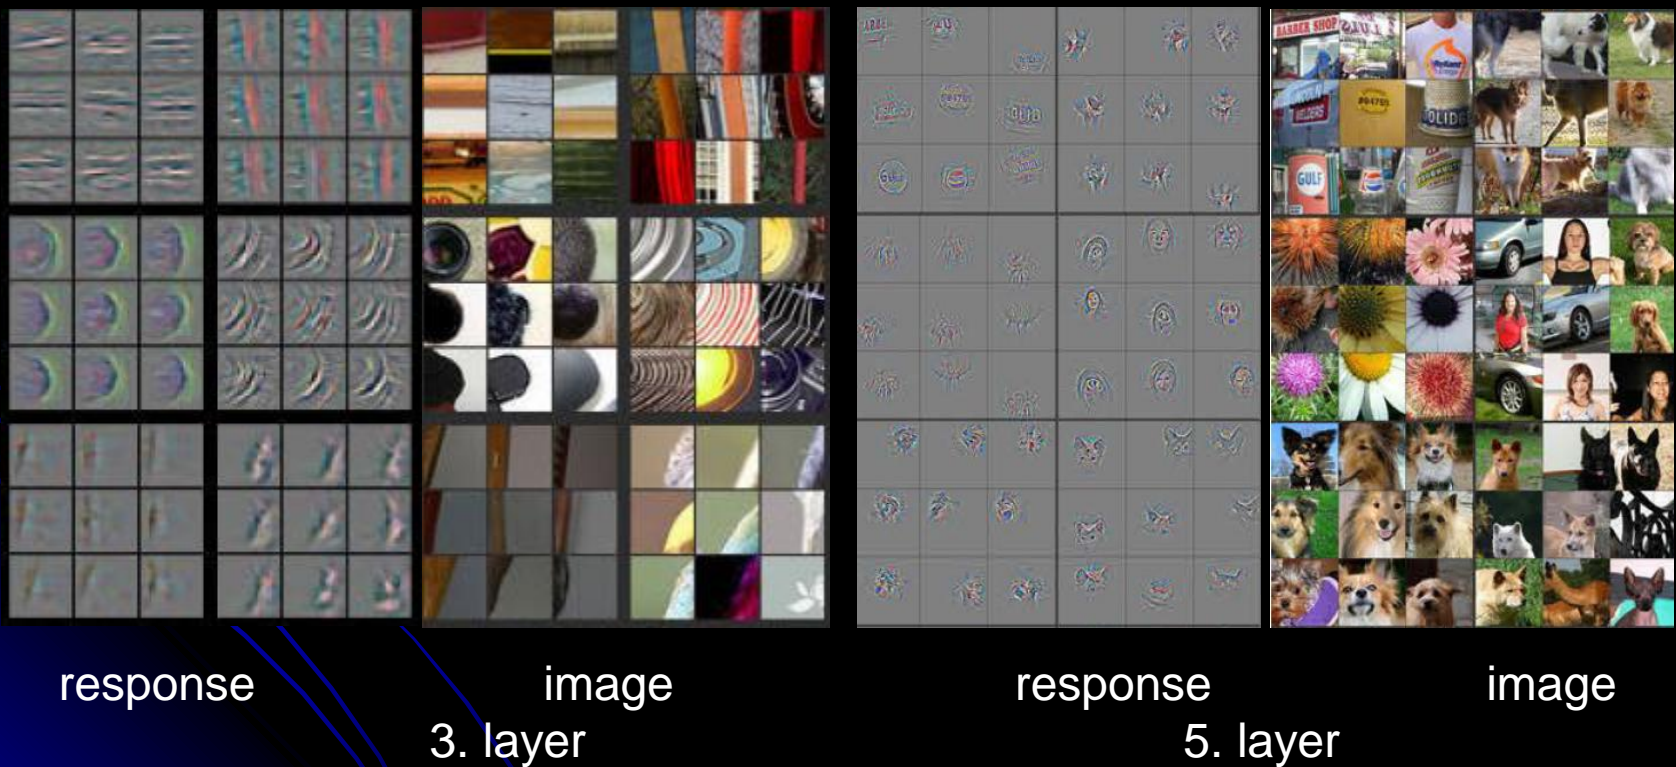 BARBER SHOP
GULF
response
image
response
image
3. layer
5. layer